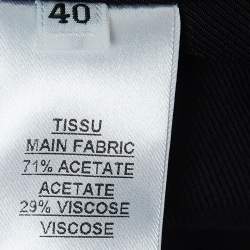 40
TISSU
MAIN FABRIC
71% ACETATE
ACETATE
29% VISCOSE
VISCOSE